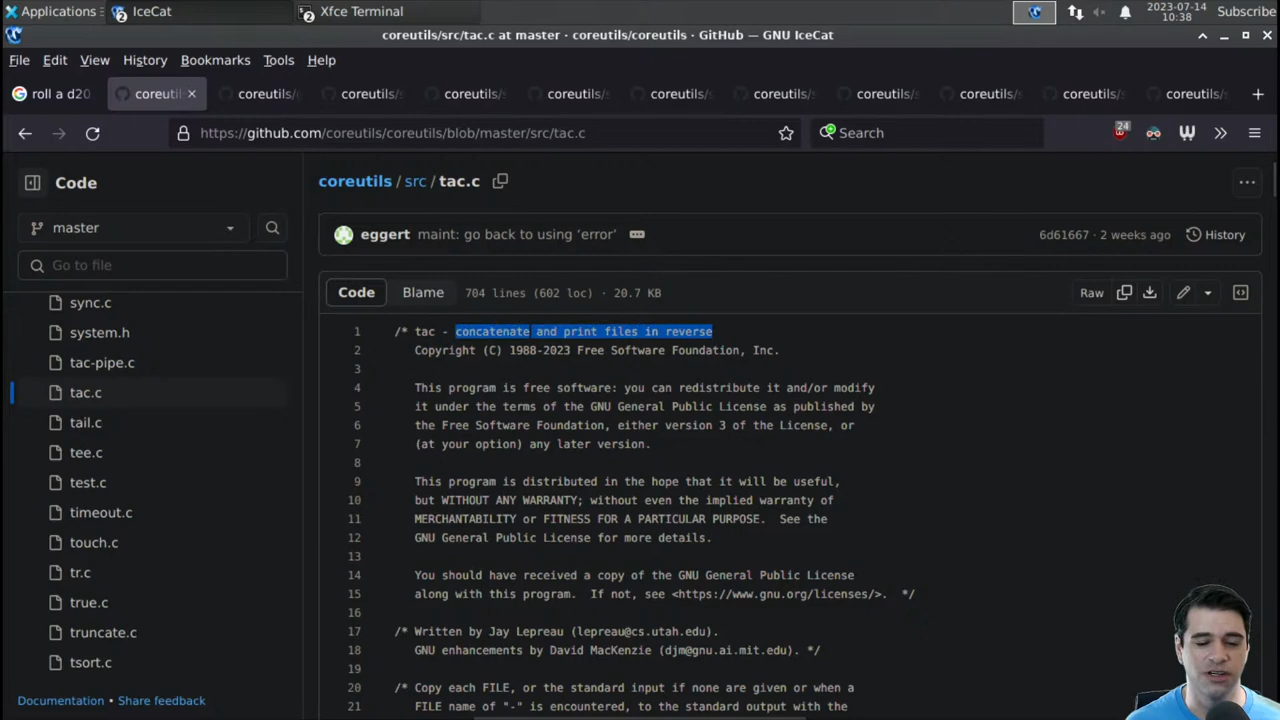 Applications
2 IceCat
2 Xfce Terminal
2023-07-14
10:38
Subscribe
coreutils/src/tac.c at master · coreutils/coreutils · GitHub — GNU IceCat
File Edit View History Bookmarks Tools Help
roll a d20
coreuti
coreutils/
coreutils/s
coreutils/s
coreutils/s
coreutils/s
coreutils/s
coreutils/s
coreutils/s
coreutils/s
coreutils/s
https://github.com/coreutils/coreutils/blob/master/src/tac.c
Search
24
Code
coreutils / src / tac.c
master
eggert maint: go back to using ‘error’
6d61667 · 2 weeks ago History
Go to file
Code Blame 704 lines (602 loc) · 20.7 KB
Raw
sync.c
system.h
tac-pipe.c
tac.c
tail.c
tee.c
test.c
timeout.c
touch.c
tr.c
true.c
truncate.c
tsort.c
Documentation • Share feedback
1 /* tac - concatenate and print files in reverse
2 Copyright (C) 1988-2023 Free Software Foundation, Inc.
3
4 This program is free software: you can redistribute it and/or modify
5 it under the terms of the GNU General Public License as published by
6 the Free Software Foundation, either version 3 of the License, or
7 (at your option) any later version.
8
9 This program is distributed in the hope that it will be useful,
10 but WITHOUT ANY WARRANTY; without even the implied warranty of
11 MERCHANTABILITY or FITNESS FOR A PARTICULAR PURPOSE. See the
12 GNU General Public License for more details.
13
14 You should have received a copy of the GNU General Public License
15 along with this program. If not, see <https://www.gnu.org/licenses/>. */
16
17 /* Written by Jay Lepreau (lepreau@cs.utah.edu).
18 GNU enhancements by David MacKenzie (djm@gnu.ai.mit.edu). */
19
20 /* Copy each FILE, or the standard input if none are given or when a
21 FILE name of "-" is encountered, to the standard output with the